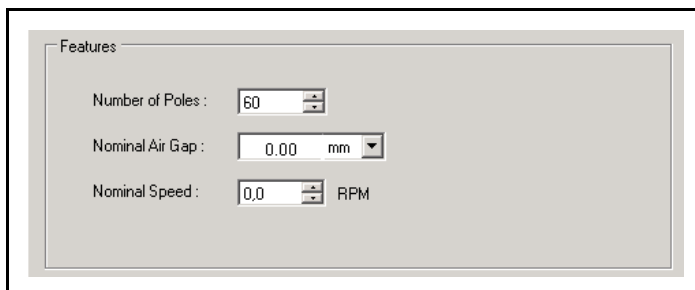 Features
Number of Poles : 60
Nominal Air Gap : 0.00 mm
Nominal Speed : 0,0 RPM